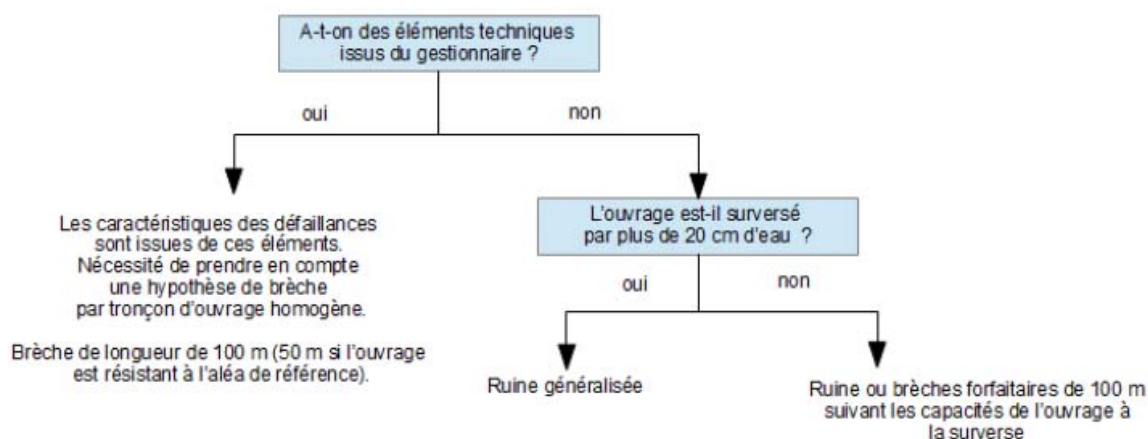 A-t-on des éléments techniques
issus du gestionnaire ?
oui
non
Les caractéristiques des défaillances
sont issues de ces éléments.
Nécessité de prendre en compte
une hypothèse de brèche
par tronçon d'ouvrage homogène.
Brèche de longueur de 100 m (50 m si l'ouvrage
est résistant à l'aléa de référence).
L'ouvrage est-il surversé
par plus de 20 cm d'eau ?
oui
non
Ruine généralisée
Ruine ou brèches forfaitaires de 100 m
suivant les capacités de l'ouvrage à
la surverse